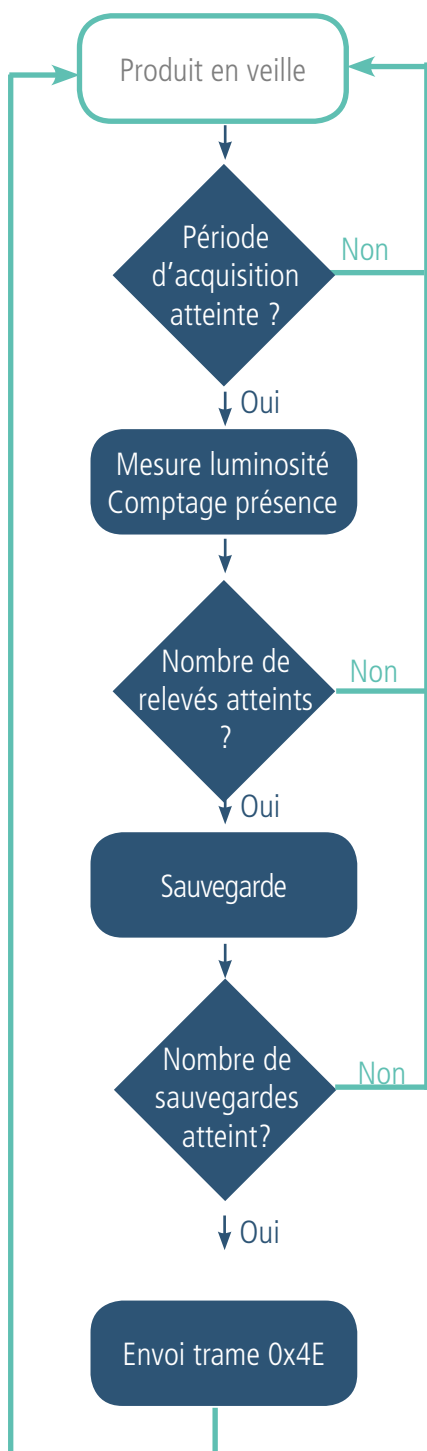 Produit en veille
Période
d'acquisition
atteinte ?
Non
Oui
Mesure luminosité
Comptage présence
Nombre de
relevés atteints
?
Non
Oui
Sauvegarde
Nombre de
sauvegardes
atteint?
Non
Oui
Envoi trame 0x4E